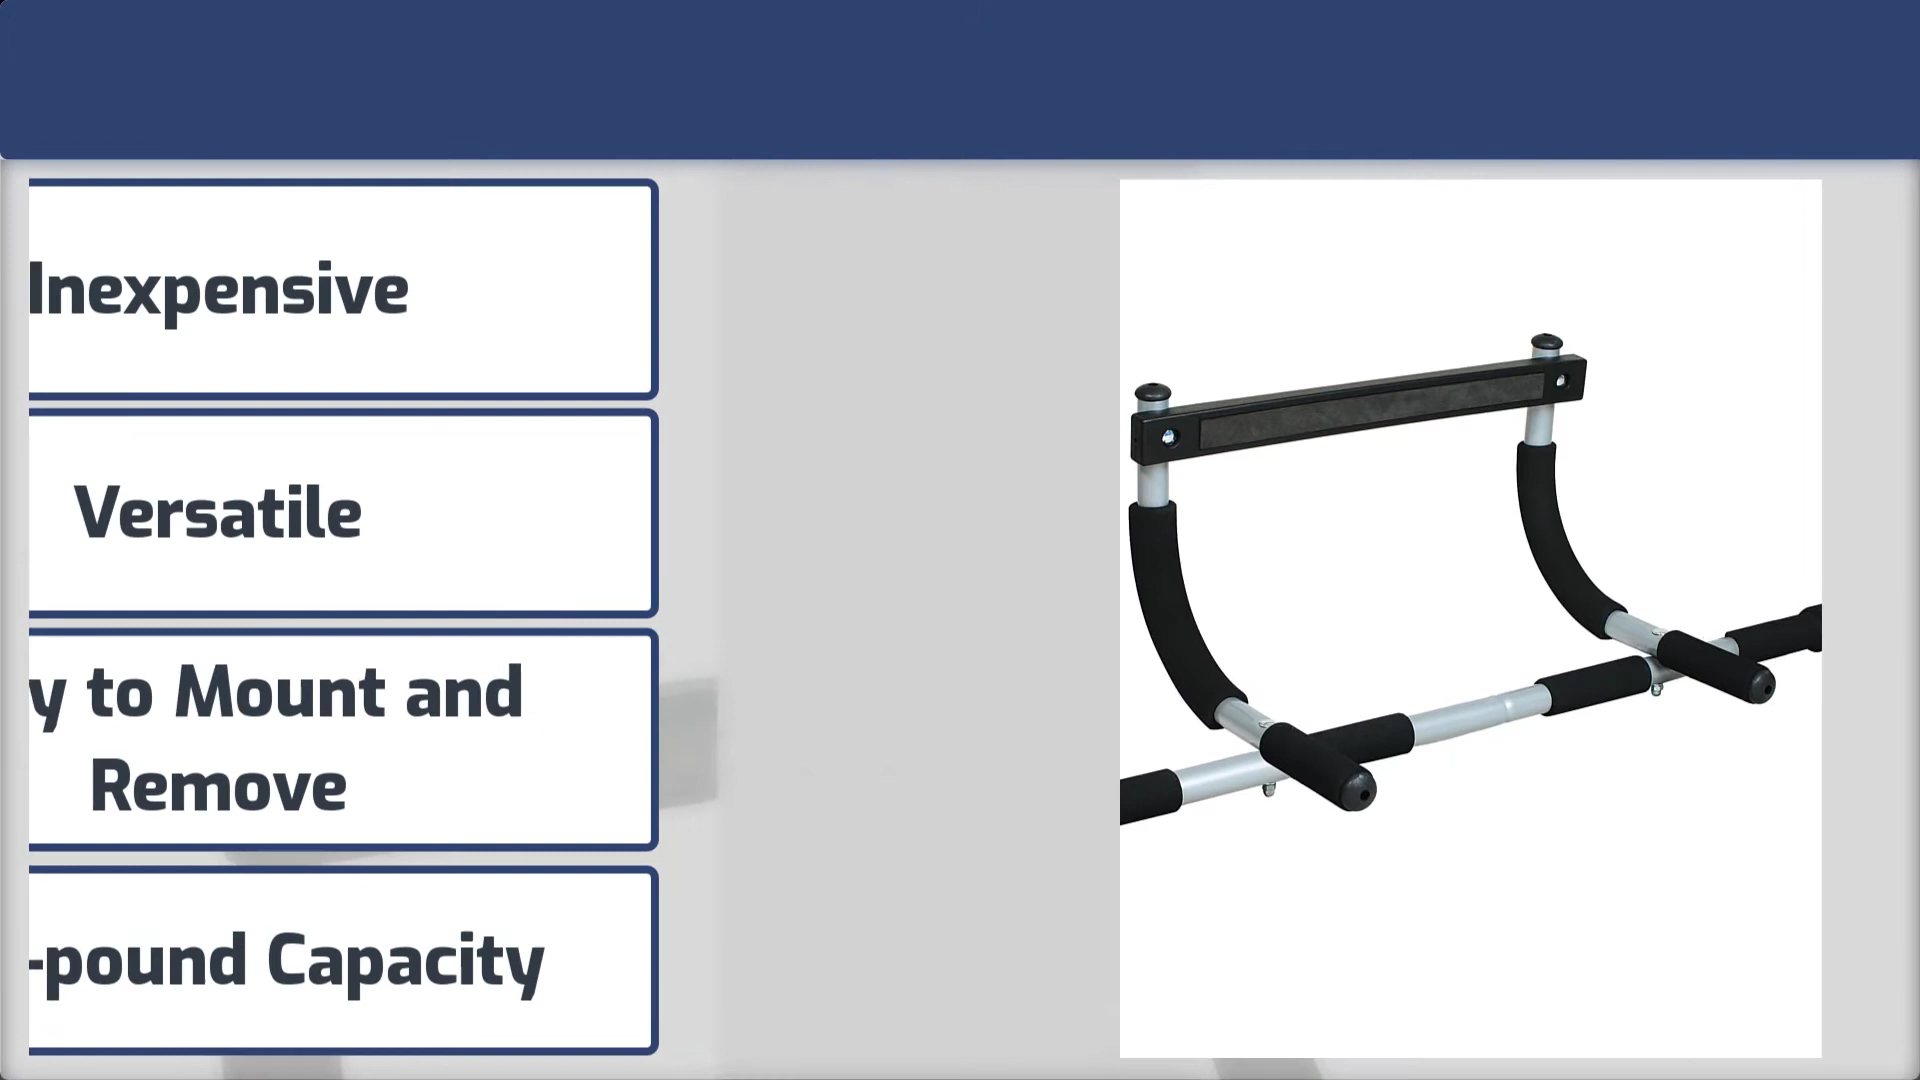 Inexpensive
Versatile
y to Mount and
Remove
-pound Capacity